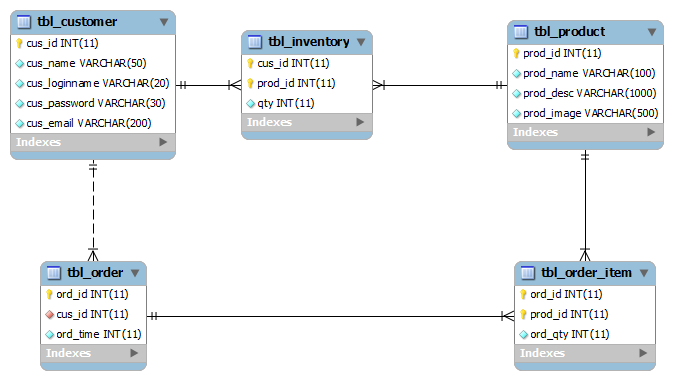 tbl_customer
cus_id INT(11)
cus_name VARCHAR(50)
cus_loginname VARCHAR(20)
cus_password VARCHAR(30)
cus_email VARCHAR(200)
Indexes
tbl_inventory
cus_id INT(11)
prod_id INT(11)
qty INT(11)
Indexes
tbl_product
prod_id INT(11)
prod_name VARCHAR(100)
prod_desc VARCHAR(1000)
prod_image VARCHAR(500)
Indexes
tbl_order
ord_id INT(11)
cus_id INT(11)
ord_time INT(11)
Indexes
tbl_order_item
ord_id INT(11)
prod_id INT(11)
ord_qty INT(11)
Indexes